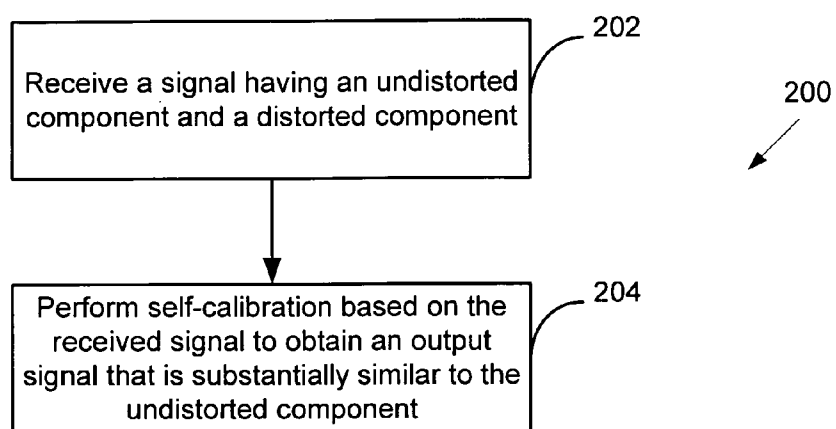 202
Receive a signal having an undistorted
component and a distorted component
200
204
Perform self-calibration based on the
received signal to obtain an output
signal that is substantially similar to the
undistorted component